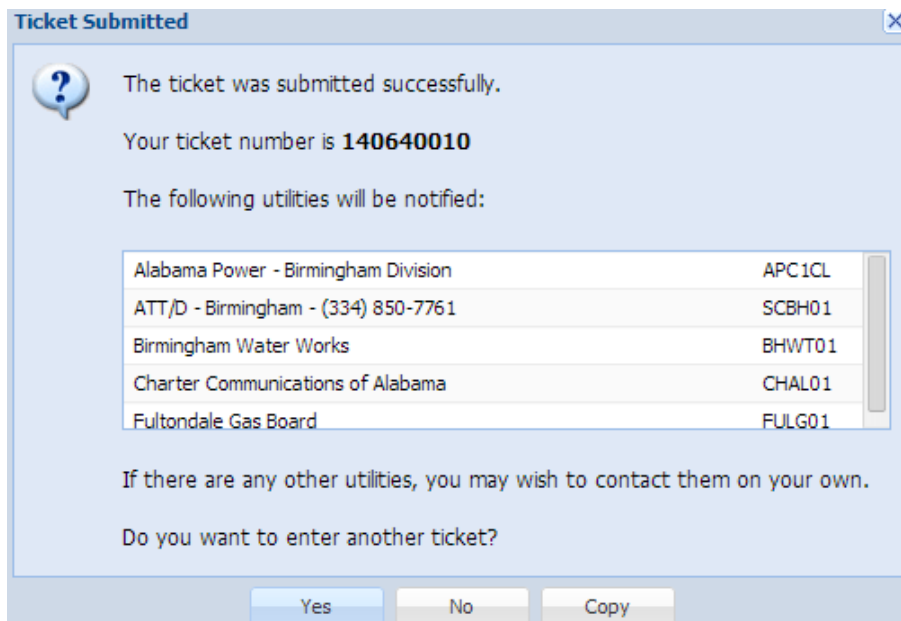 Ticket Submitted
The ticket was submitted successfully.
Your ticket number is 140640010
The following utilities will be notified:
Alabama Power - Birmingham Division APC1CL
ATT/D - Birmingham - (334) 850-7761 SCBH01
Birmingham Water Works BHWT01
Charter Communications of Alabama CHAL01
Fultondale Gas Board FULG01
If there are any other utilities, you may wish to contact them on your own.
Do you want to enter another ticket?
Yes No Copy